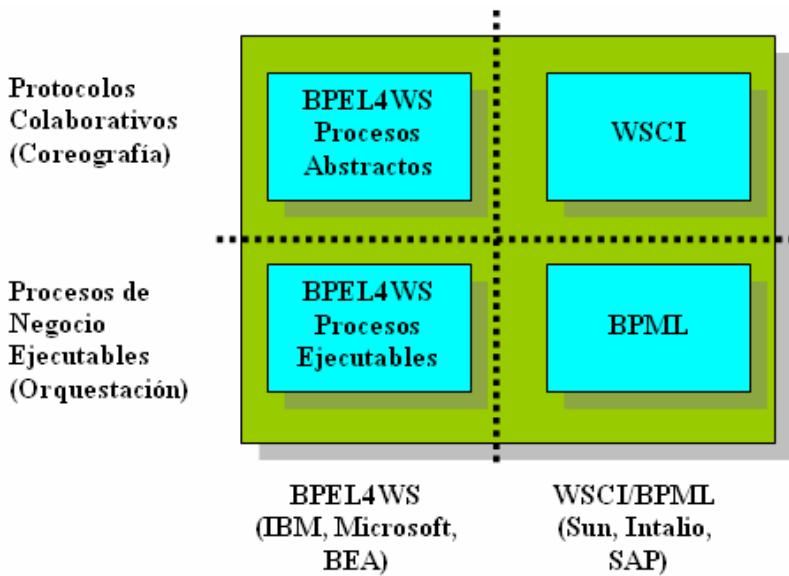 Protocolos
Colaborativos
(Coreografía)
BPEL4WS
Procesos
Abstractos
WSCI
Procesos de
Negocio
Ejecutables
(Orquestación)
BPEL4WS
Procesos
Ejecutables
BPML
BPEL4WS
(IBM, Microsoft,
BEA)
WSCI/BPML
(Sun, Intalio,
SAP)